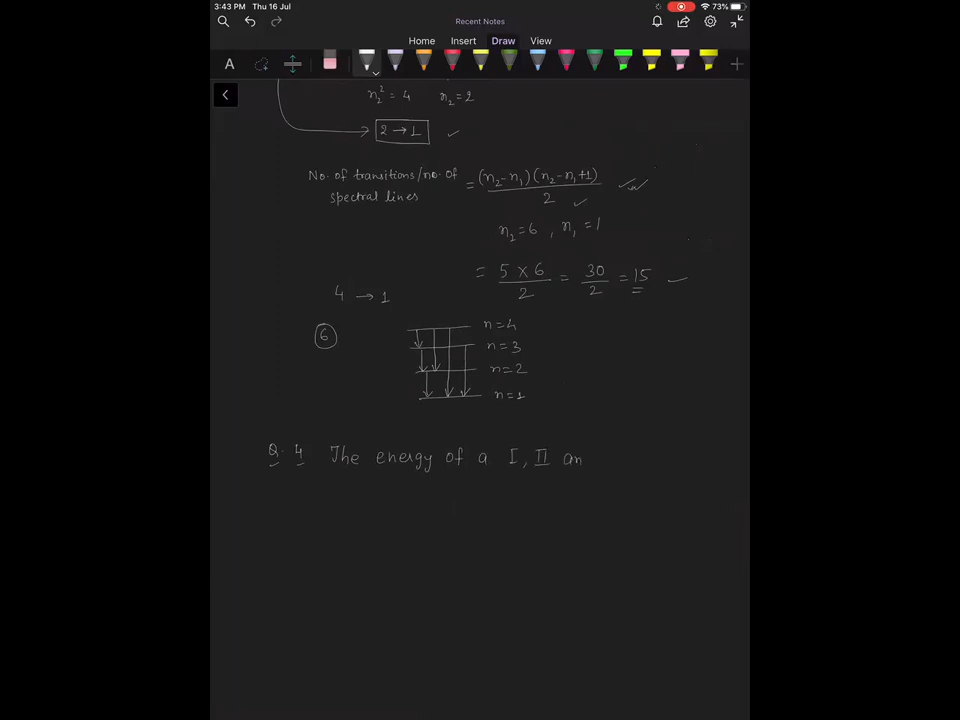 3:43 PM Thu 16 Jul
73%
Recent Notes
Home Insert Draw View
A
n₂² = 4 n₂ = 2
2 → 1
No. of transitions/no. of spectral lines = (n₂-n₁)(n₂-n₁+1) / 2
n₂ = 6, n₁ = 1
= 5 × 6 / 2 = 30 / 2 = 15
4 → 1
6
n = 4
n = 3
n = 2
n = 1
Q. 4 The energy of a I, II an